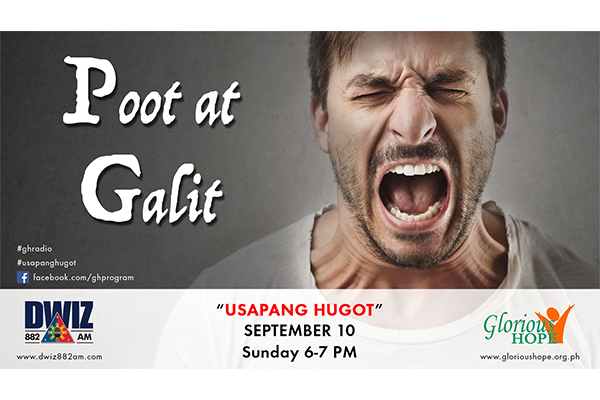 Poot at
Galit
#ghradio
#usapanghugot
facebook.com/ghprogram
DWIZ
882 AM
www.dwiz882am.com
“USAPANG HUGOT”
SEPTEMBER 10
Sunday 6-7 PM
Glorious
HOPE
www.glorioushope.org.ph